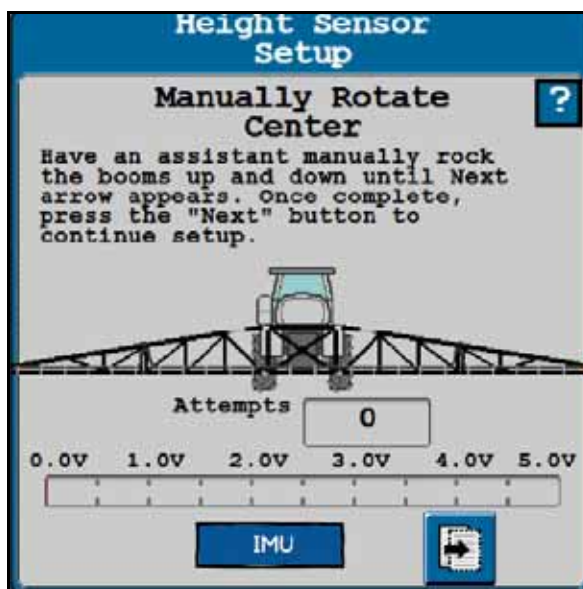 Height Sensor
Setup
Manually Rotate
Center
?
Have an assistant manually rock
the booms up and down until Next
arrow appears. Once complete,
press the "Next" button to
continue setup.
Attempts 0
0.0V 1.0V 2.0V 3.0V 4.0V 5.0V
IMU